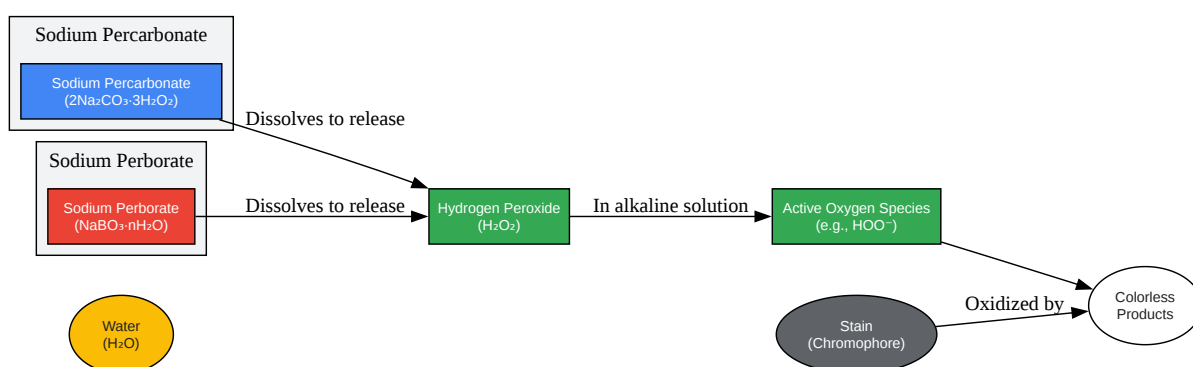 Sodium Percarbonate
Sodium Percarbonate
(2Na₂CO₃·3H₂O₂)
Dissolves to release
Sodium Perborate
Sodium Perborate
(NaBO₃·nH₂O)
Dissolves to release
Hydrogen Peroxide
(H₂O₂)
In alkaline solution
Active Oxygen Species
(e.g., HOO⁻)
Water
(H₂O)
Stain
(Chromophore)
Oxidized by
Colorless
Products